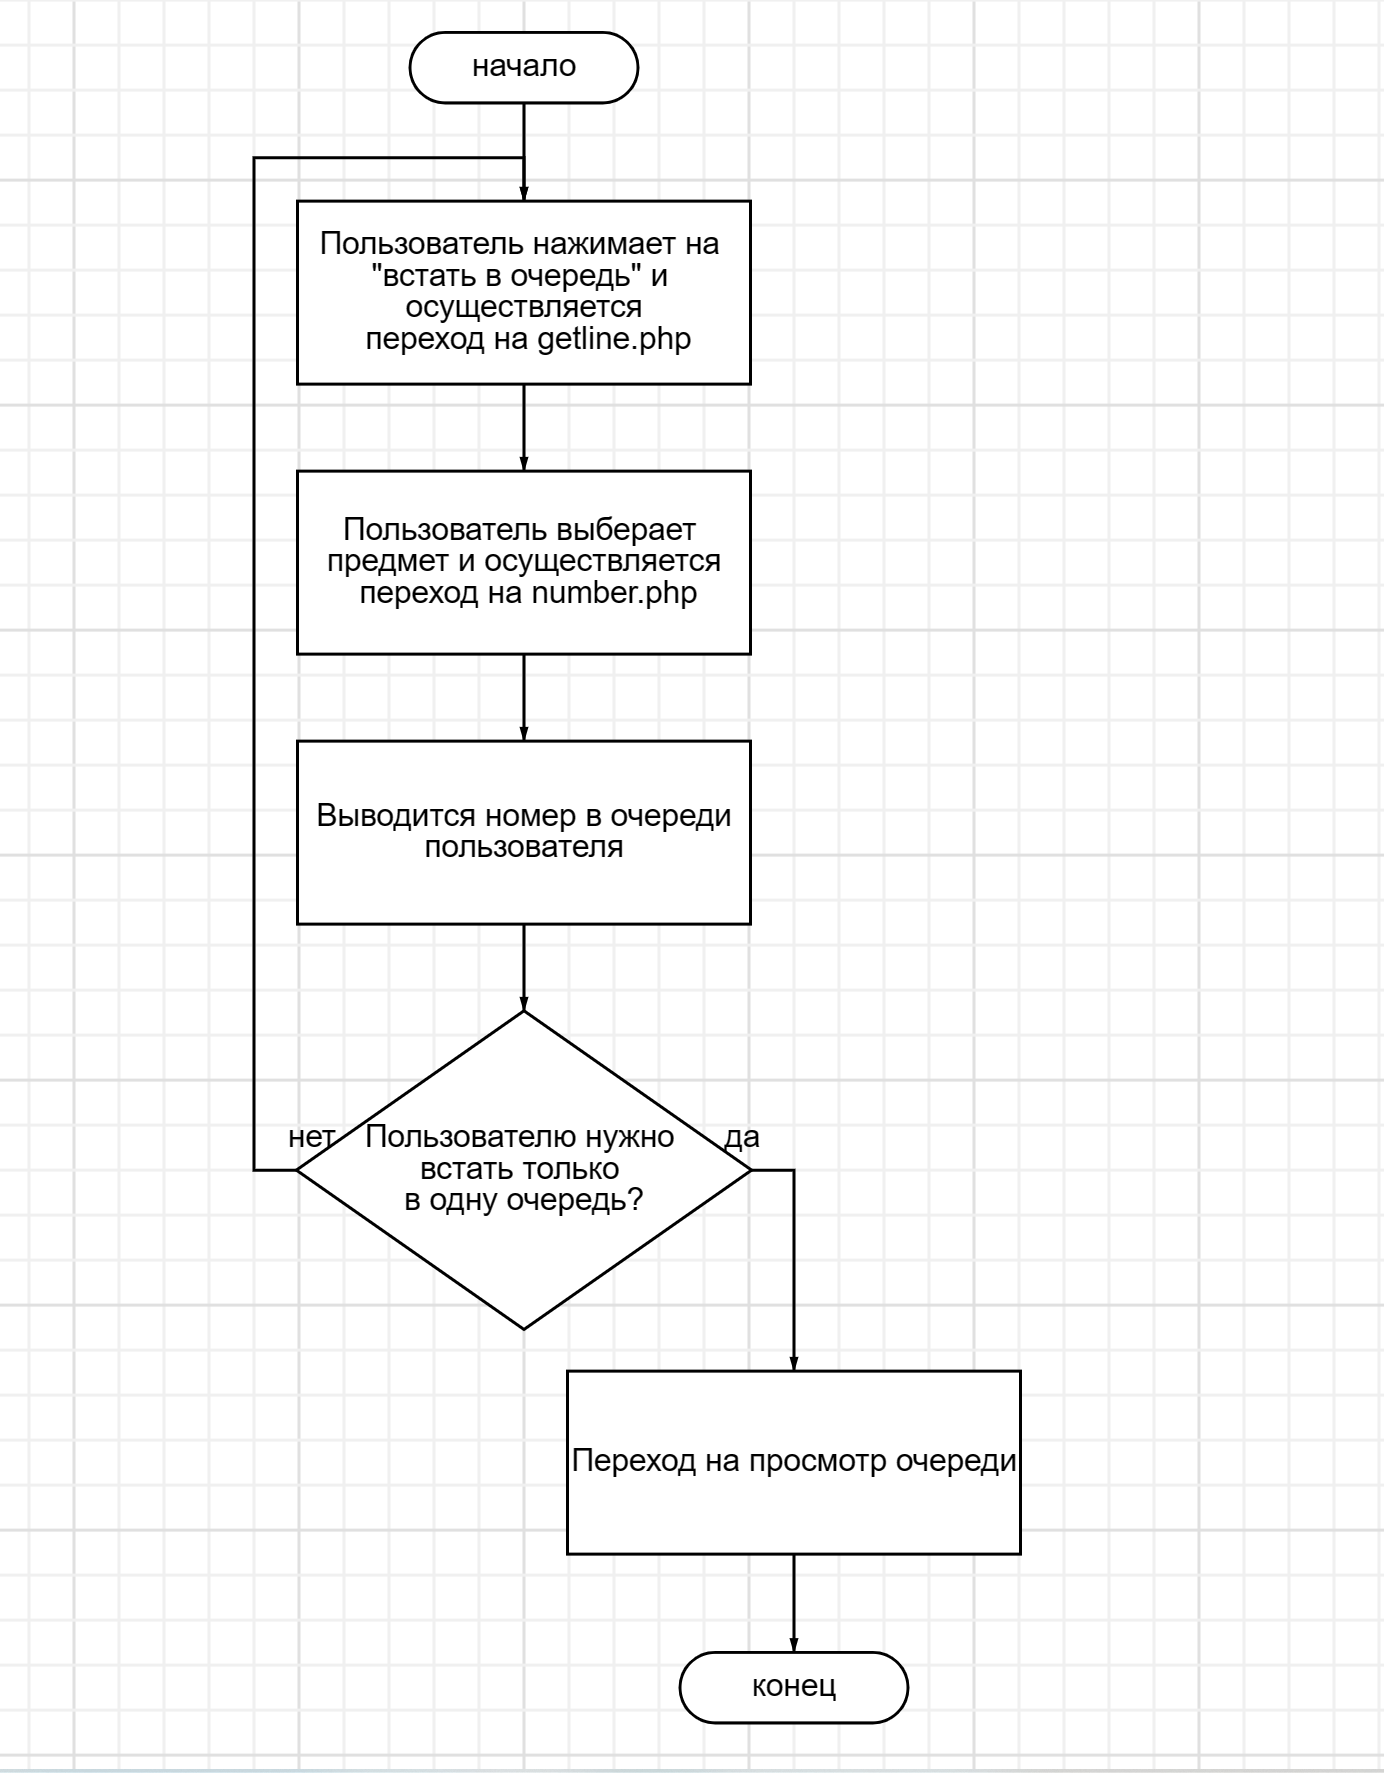 начало
Пользователь нажимает на
"встать в очередь" и
осуществляется
переход на getline.php
Пользователь выберает
предмет и осуществляется
переход на number.php
Выводится номер в очереди
пользователя
нет
Пользователю нужно
встать только
в одну очередь?
да
Переход на просмотр очереди
конец